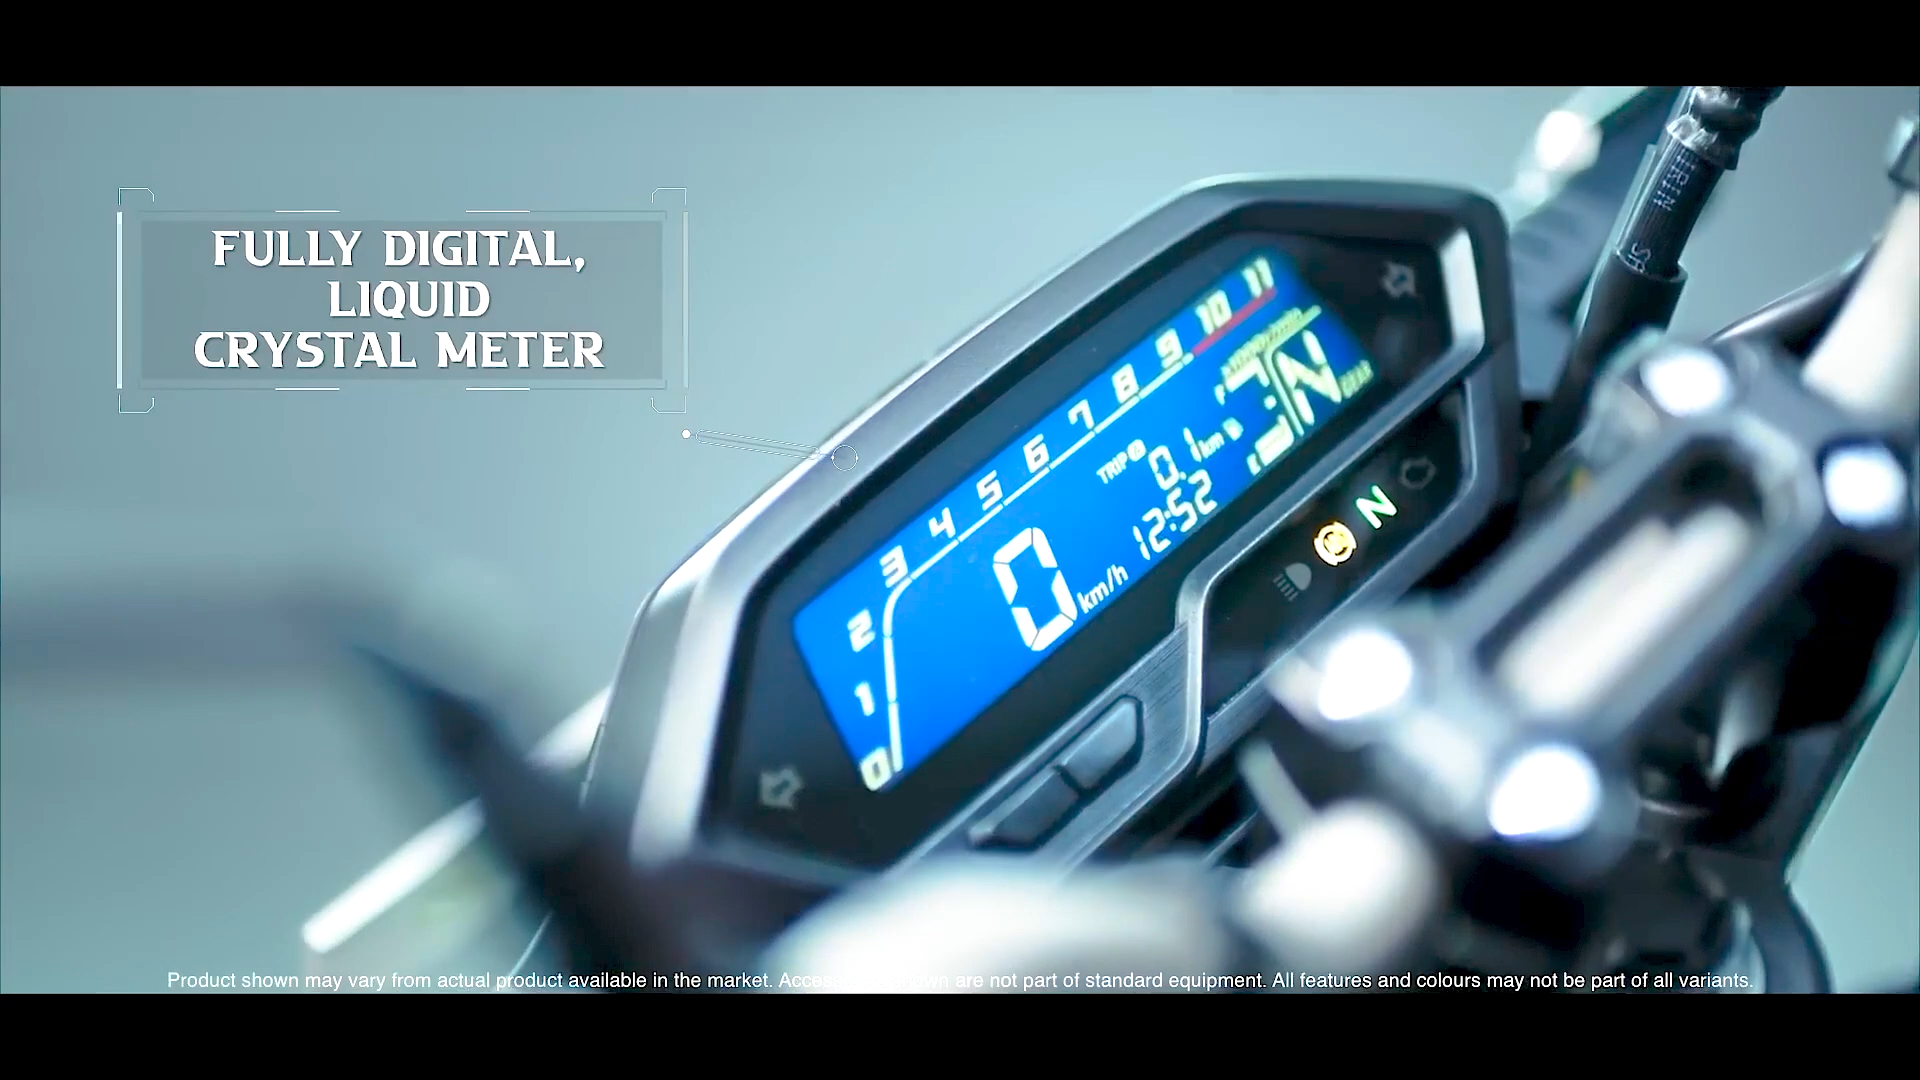 FULLY DIGITAL,
LIQUID
CRYSTAL METER
11
10
9
8
7
6
5
4
3
2
1
0
N
GEAR
TRIP A
0.1 km
12:52
0 km/h
N
Product shown may vary from actual product available in the market. shown are not part of standard equipment. All features and colours may not be part of all variants.